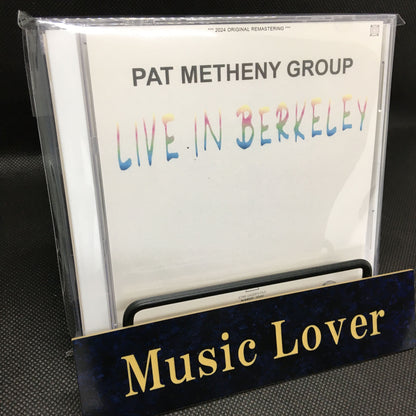 *** 2024 ORIGINAL REMASTERING ***
PAT METHENY GROUP
LIVE IN BERKELEY
Music Lover